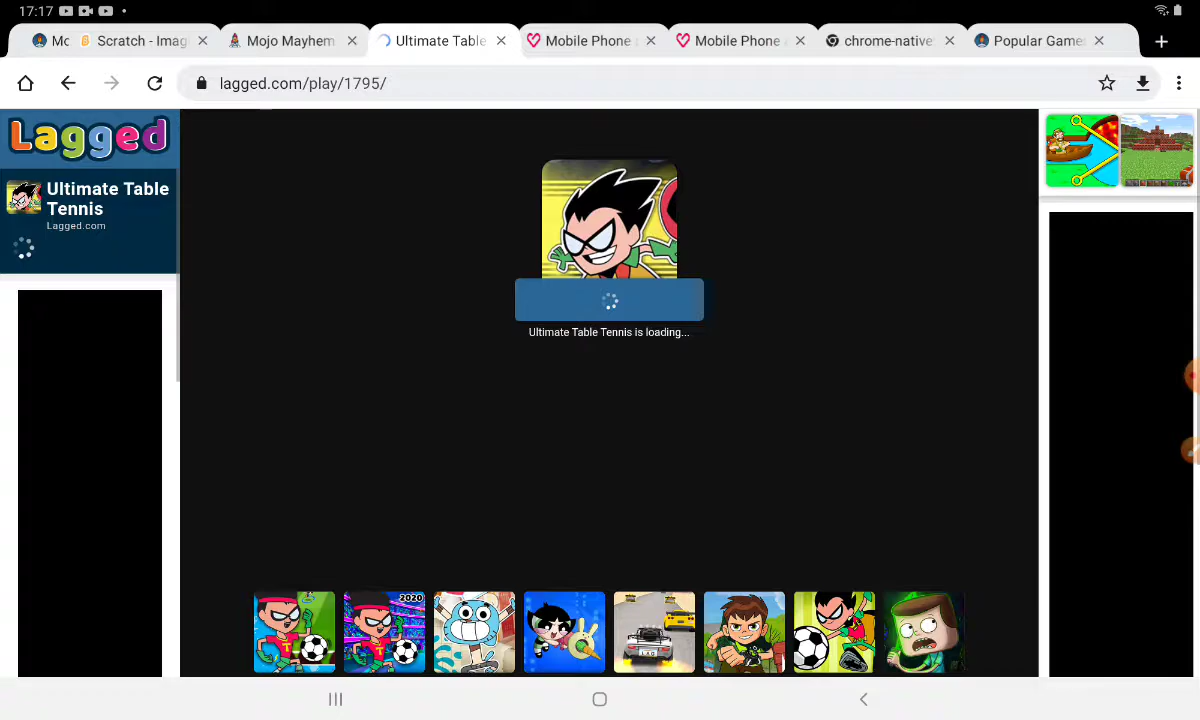 17:17
Mc
Scratch - Imag
Mojo Mayhem
Ultimate Table
Mobile Phone
Mobile Phone
chrome-native
Popular Game
lagged.com/play/1795/
Lagged
Ultimate Table
Tennis
Lagged.com
Ultimate Table Tennis is loading...
2020
T
T
LAG